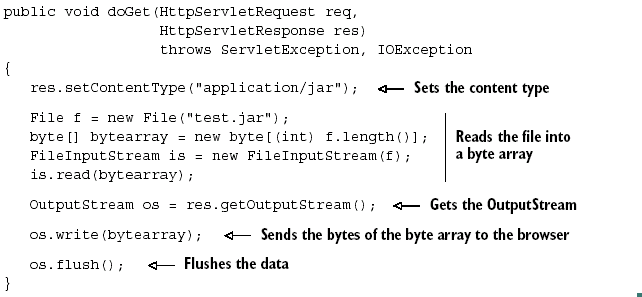 public void doGet(HttpServletRequest req,
HttpServletResponse res)
throws ServletException, IOException
{
res.setContentType("application/jar"); Sets the content type
File f = new File("test.jar");
byte[] bytearray = new byte[(int) f.length()];
FileInputStream is = new FileInputStream(f);
is.read(bytearray);
Reads the file into
a byte array
OutputStream os = res.getOutputStream(); Gets the OutputStream
os.write(bytearray); Sends the bytes of the byte array to the browser
os.flush(); Flushes the data
}